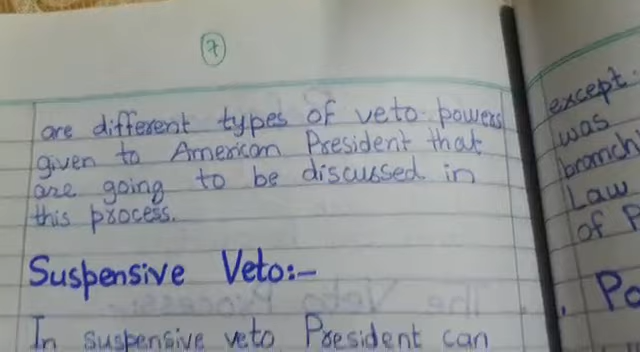 7
are different types of veto powers
given to American President that
are going to be discussed in
this process.
Suspensive Veto:-
In suspensive veto President can
except.
was
branch
Law
of P
Po